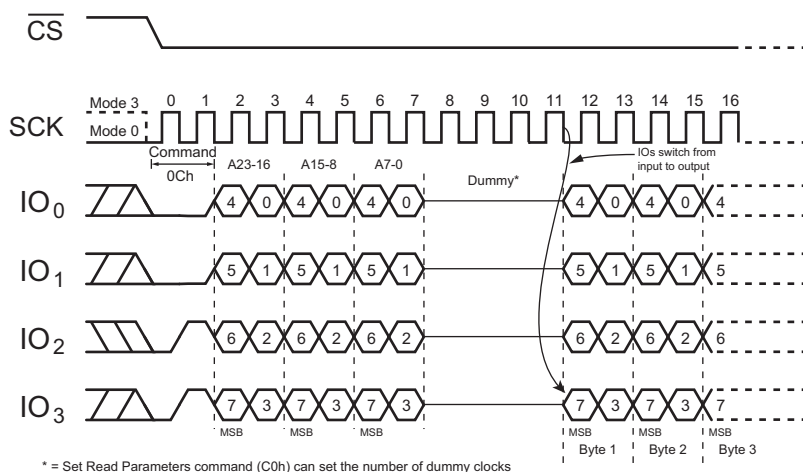 CS
Mode 3 0 1 2 3 4 5 6 7 8 9 10 11 12 13 14 15 16
SCK
Mode 0
Command A23-16 A15-8 A7-0 IOs switch from
input to output
0Ch Dummy*
IO0 4 0 4 0 4 0 4 0 4 0 4
IO1 5 1 5 1 5 1 5 1 5 1 5
IO2 6 2 6 2 6 2 6 2 6 2 6
IO3 7 3 7 3 7 3 7 3 7 3 7
MSB MSB MSB MSB MSB MSB
Byte 1 Byte 2 Byte 3
* = Set Read Parameters command (C0h) can set the number of dummy clocks